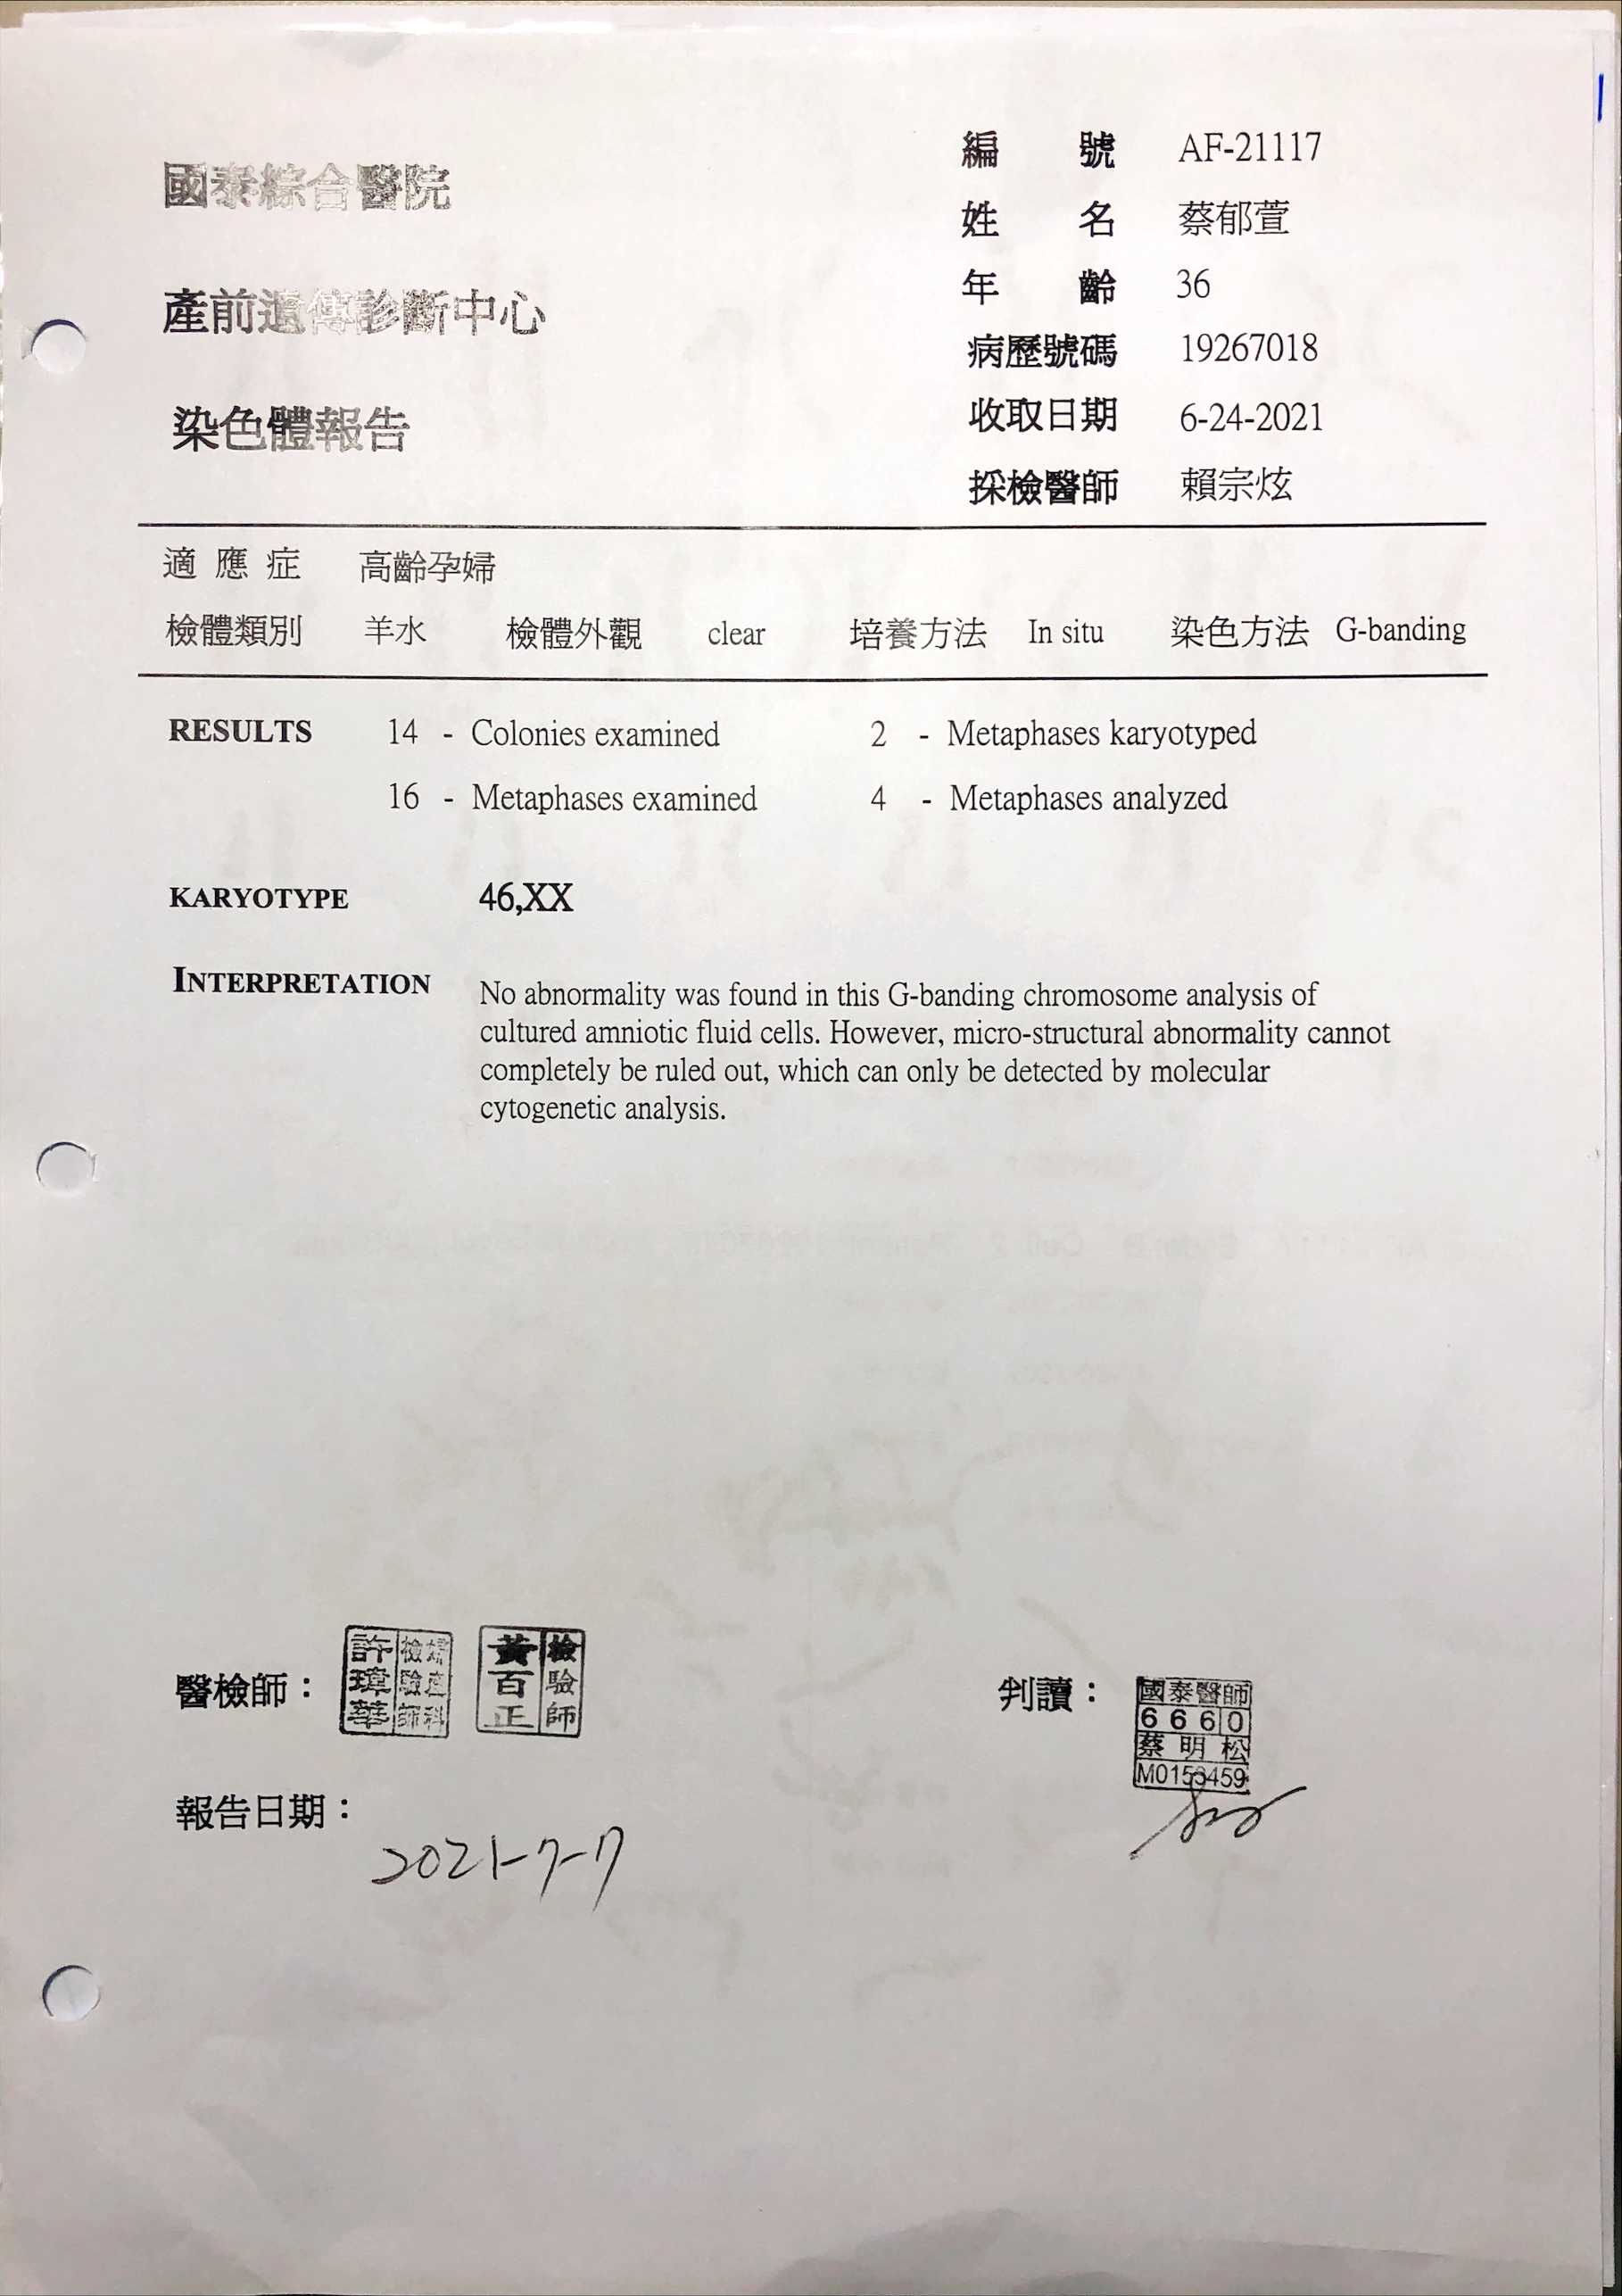 國泰綜合醫院
產前遺傳診斷中心
染色體報告
編號 AF-21117
姓名 蔡郁萱
年齡 36
病歷號碼 19267018
收取日期 6-24-2021
採檢醫師 賴宗炫
適應症 高齡孕婦
檢體類別 羊水 檢體外觀 clear 培養方法 In situ 染色方法 G-banding
RESULTS 14 - Colonies examined 2 - Metaphases karyotyped
16 - Metaphases examined 4 - Metaphases analyzed
KARYOTYPE 46,XX
INTERPRETATION No abnormality was found in this G-banding chromosome analysis of
cultured amniotic fluid cells. However, micro-structural abnormality cannot
completely be ruled out, which can only be detected by molecular
cytogenetic analysis.
醫檢師：
婦產科
檢驗師
許瑋華
檢驗師
黃百正
判讀：
國泰醫師
6660
蔡明松
報告日期：
2021-7-7